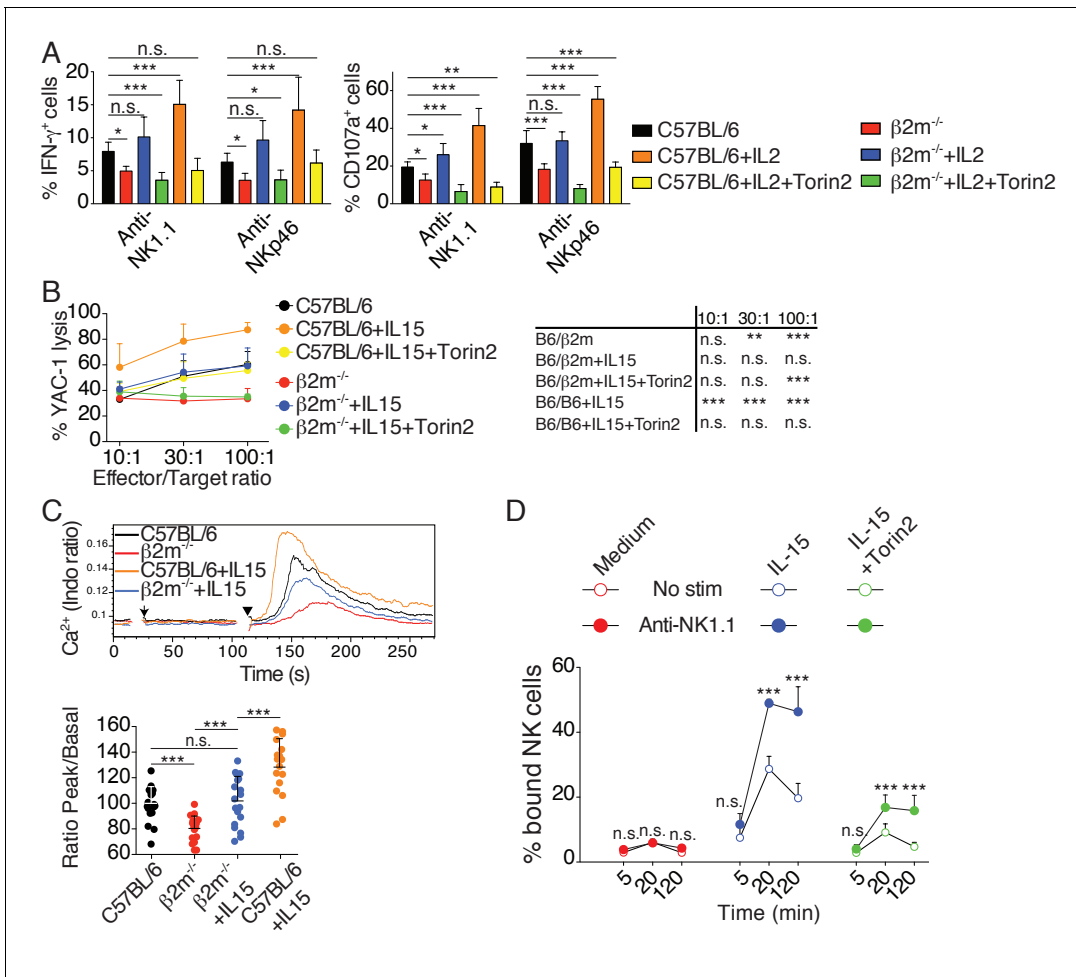 A
n.s. n.s.
*** ***
*** *
n.s. n.s.
* *
20
15
10
5
0
% IFN-γ+ cells
Anti-NK1.1
Anti-NKp46
*** 
**
*** ***
*** ***
* n.s.
* ***
60
40
20
0
% CD107a+ cells
Anti-NK1.1
Anti-NKp46
C57BL/6
C57BL/6+IL2
C57BL/6+IL2+Torin2
β2m-/-
β2m-/-+IL2
β2m-/-+IL2+Torin2
B
100
80
60
40
20
0
% YAC-1 lysis
10:1 30:1 100:1
Effector/Target ratio
C57BL/6
C57BL/6+IL15
C57BL/6+IL15+Torin2
β2m-/-
β2m-/-+IL15
β2m-/-+IL15+Torin2
10:1 30:1 100:1
B6/β2m n.s. ** ***
B6/β2m+IL15 n.s. n.s. n.s.
B6/β2m+IL15+Torin2 n.s. n.s. ***
B6/B6+IL15 *** *** ***
B6/B6+IL15+Torin2 n.s. n.s. n.s.
C
C57BL/6
β2m-/-
C57BL/6+IL15
β2m-/-+IL15
0.16
0.14
0.12
0.1
Ca2+ (Indo ratio)
0 50 100 150 200 250
Time (s)
160
140
120
100
80
60
Ratio Peak/Basal
*** ***
n.s.
***
C57BL/6
β2m-/-
β2m-/- +IL15
C57BL/6 +IL15
D
Medium
IL-15
IL-15 +Torin2
No stim
Anti-NK1.1
60
40
20
0
% bound NK cells
n.s. n.s. n.s.
n.s. *** ***
n.s. *** ***
5 20 120 5 20 120 5 20 120
Time (min)